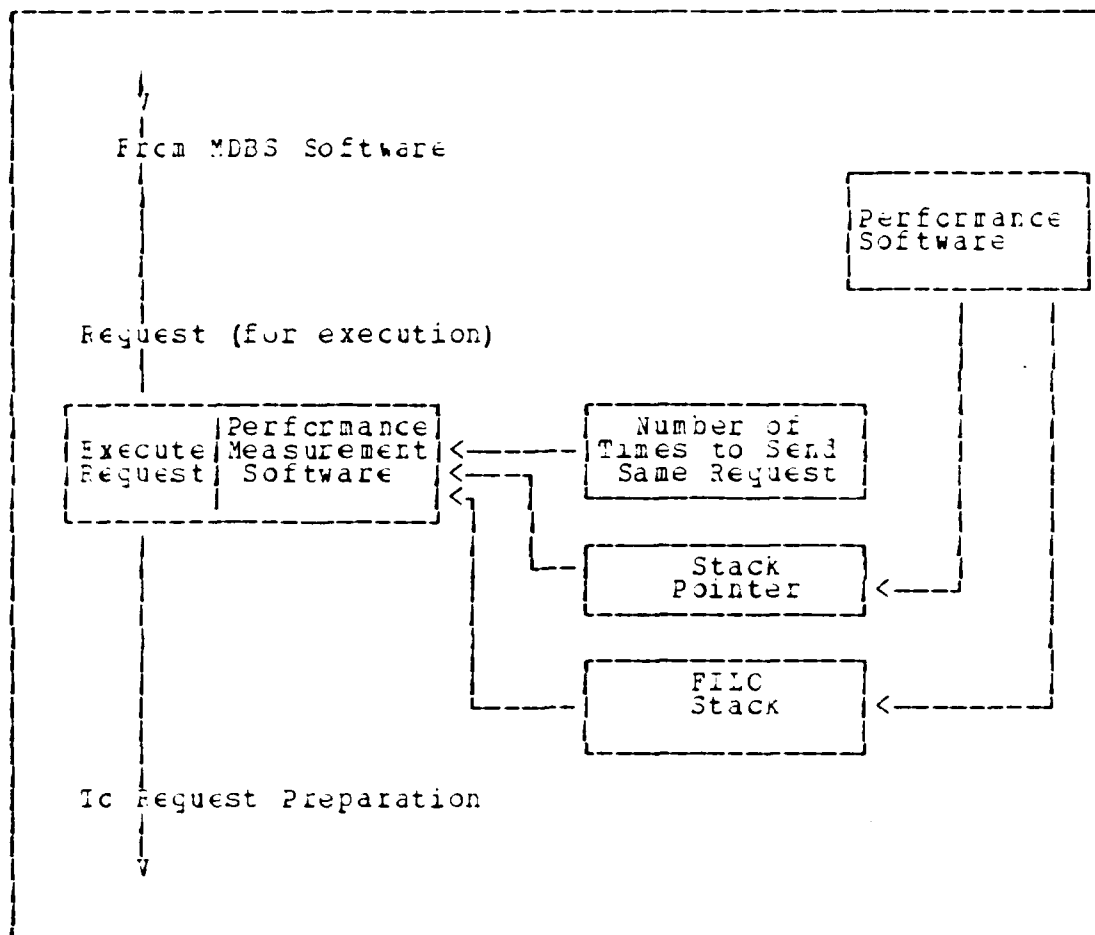 From MDBS Software
Performance
Software
Request (for execution)
Execute
Request
Performance
Measurement
Software
Number of
Times to Send
Same Request
Stack
Pointer
FILO
Stack
To Request Preparation